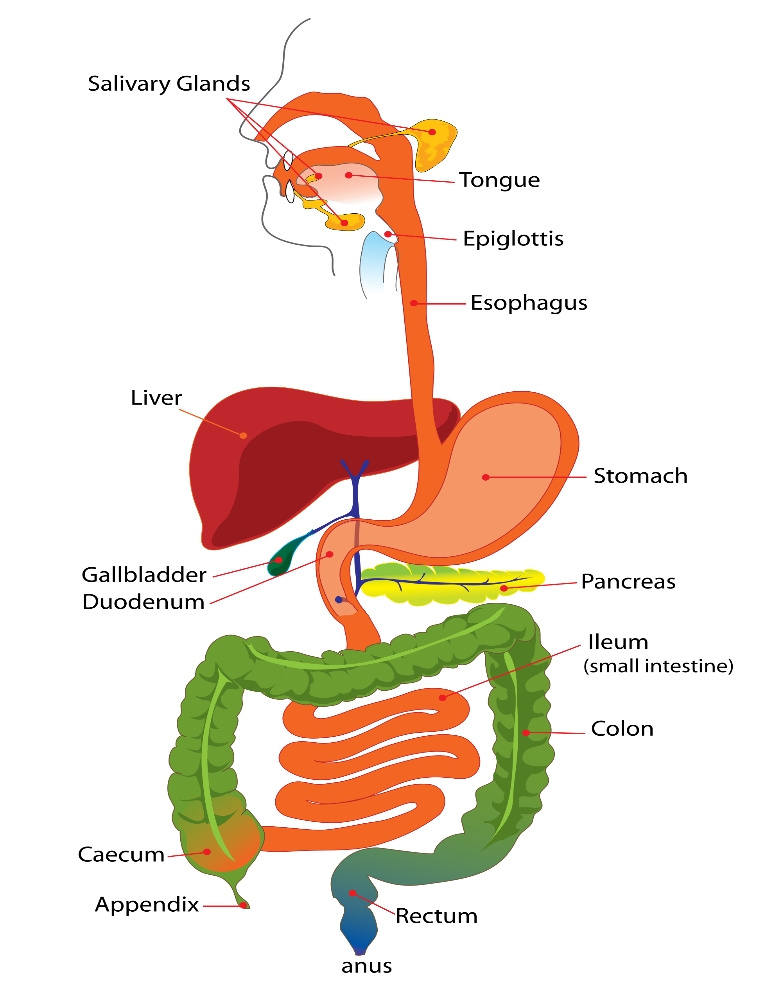 Salivary Glands
Tongue
Epiglottis
Esophagus
Liver
Stomach
Gallbladder
Duodenum
Pancreas
Ileum
(small intestine)
Colon
Caecum
Appendix
Rectum
anus